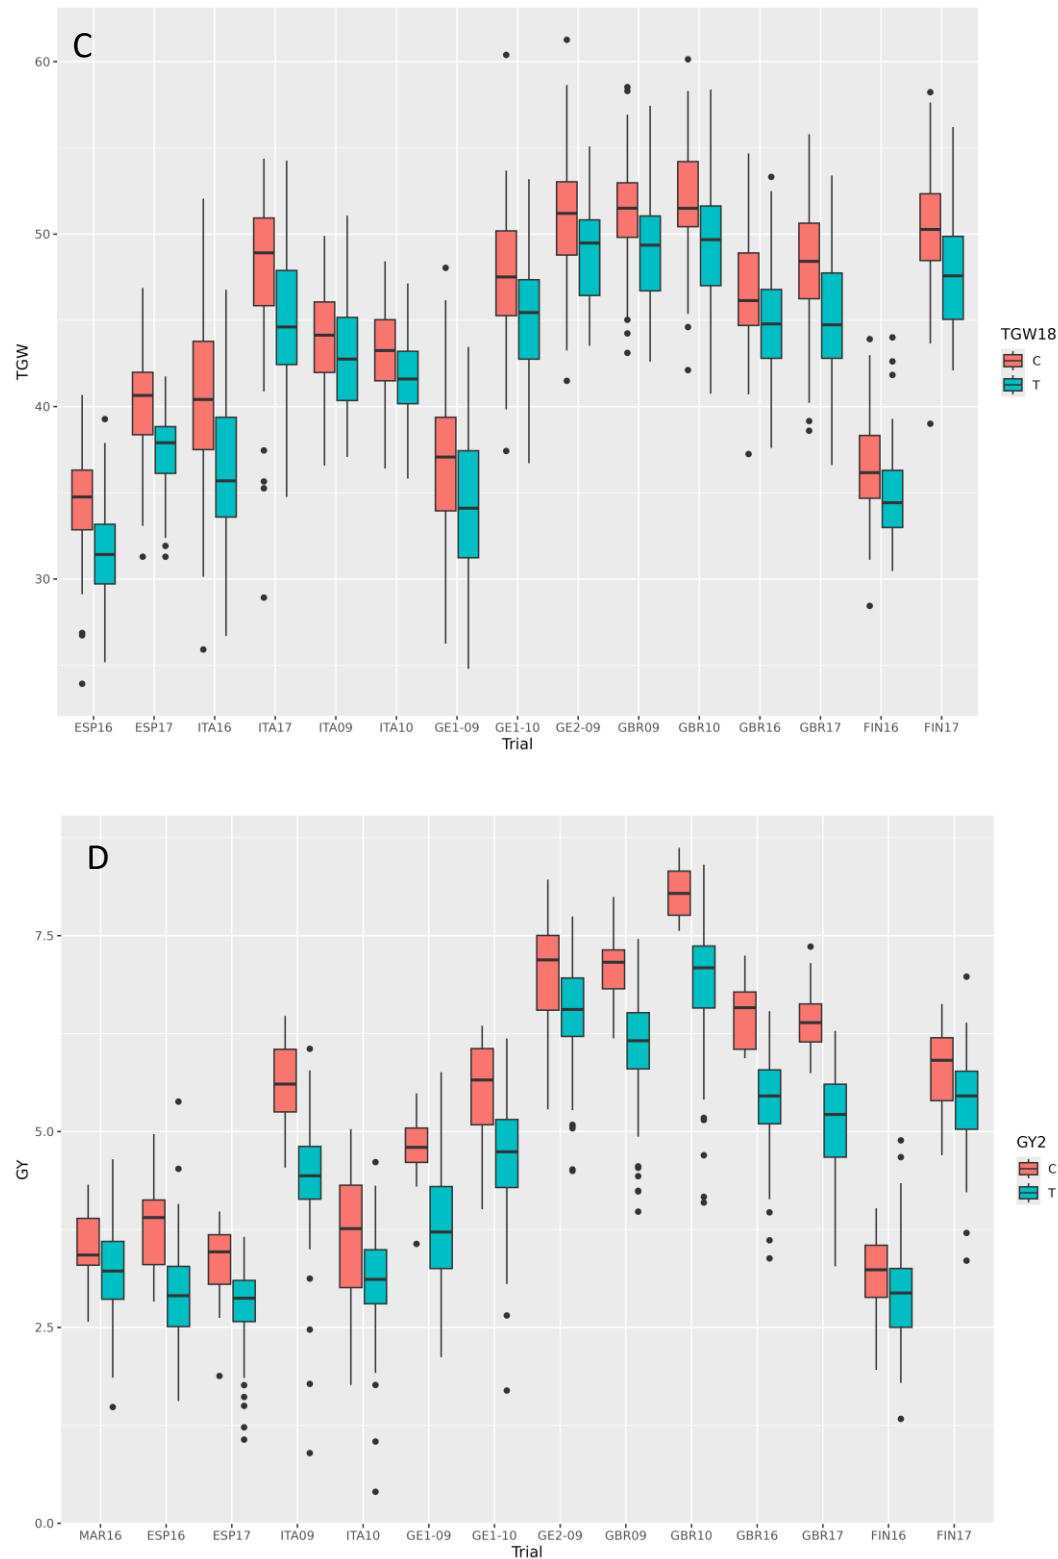 C
60
50
40
30
TGW
ESP16 ESP17 ITA16 ITA17 ITA09 ITA10 GE1-09 GE1-10 GE2-09 GBR09 GBR10 GBR16 GBR17 FIN16 FIN17
Trial
TGW18
C
T
D
7.5
5.0
2.5
0.0
GY
MAR16 ESP16 ESP17 ITA09 ITA10 GE1-09 GE1-10 GE2-09 GBR09 GBR10 GBR16 GBR17 FIN16 FIN17
Trial
GY2
C
T